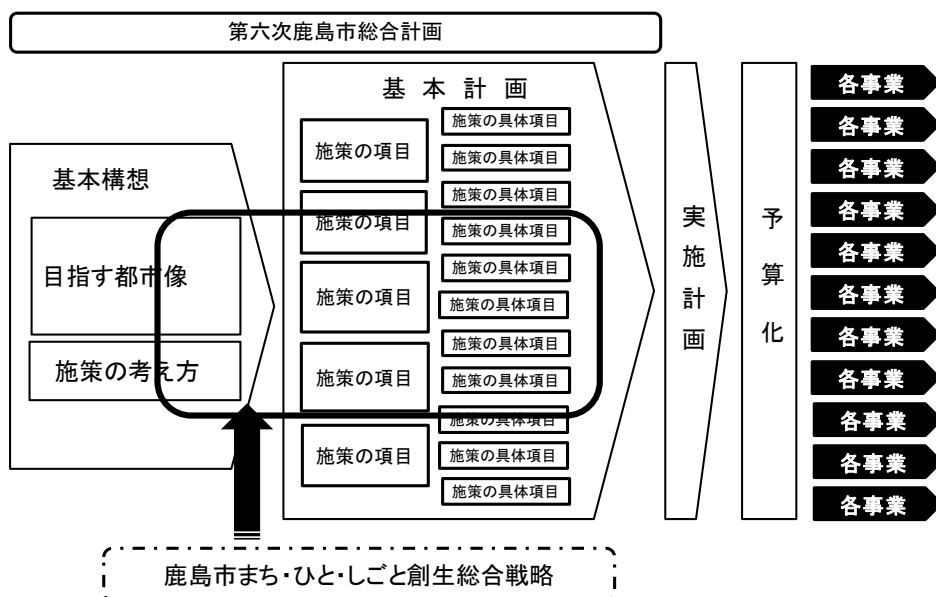 第六次鹿島市総合計画
基本構想
目指す都市像
施策の考え方
基本計画
施策の項目
施策の項目
施策の項目
施策の項目
施策の項目
施策の具体項目
施策の具体項目
施策の具体項目
施策の具体項目
施策の具体項目
施策の具体項目
施策の具体項目
施策の具体項目
施策の具体項目
施策の具体項目
施策の具体項目
実施計画
予算化
各事業
各事業
各事業
各事業
各事業
各事業
各事業
各事業
各事業
各事業
各事業
鹿島市まち・ひと・しごと創生総合戦略